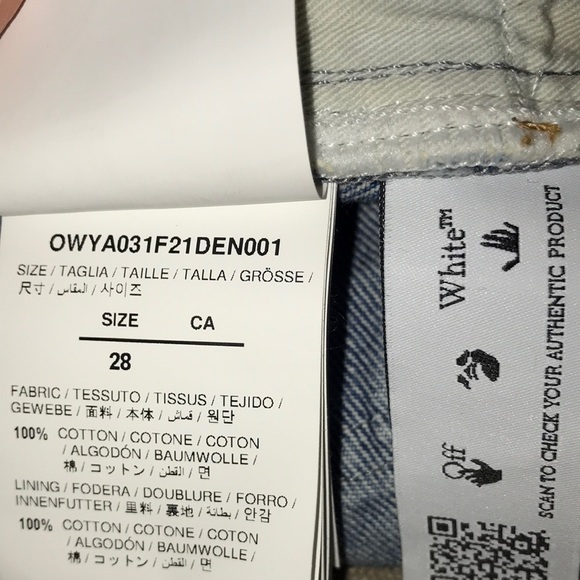 OWYA031F21DEN001
SIZE / TAGLIA / TAILLE / TALLA / GRÖSSE /
尺寸 / المقاس / 사이즈
SIZE CA
28
FABRIC / TESSUTO / TISSUS / TEJIDO /
GEWEBE / 面料 / 本体 / قماش / 원단
100% COTTON / COTONE / COTON
/ ALGODÓN / BAUMWOLLE /
棉 / コットン / القطن / 면
LINING / FODERA / DOUBLURE / FORRO /
INNENFUTTER / 里料 / 裏地 / بطانة / 안감
100% COTTON / COTONE / COTON
/ ALGODÓN / BAUMWOLLE /
棉 / コットン / القطن / 면
Off
White™
SCAN TO CHECK YOUR AUTHENTIC PRODUCT